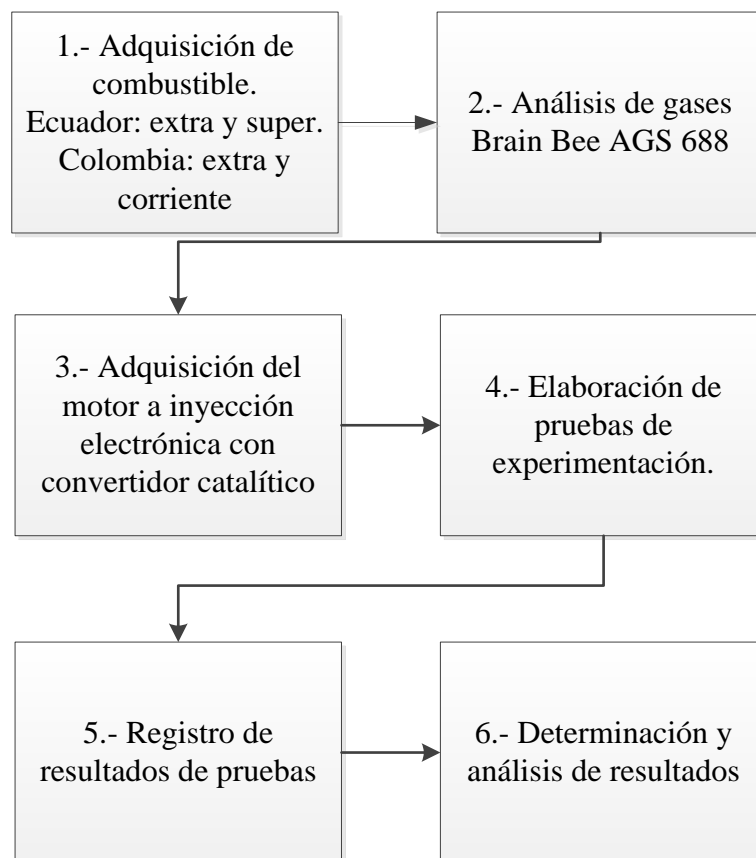 1.- Adquisición de
combustible.
Ecuador: extra y super.
Colombia: extra y
corriente
2.- Análisis de gases
Brain Bee AGS 688
3.- Adquisición del
motor a inyección
electrónica con
convertidor catalítico
4.- Elaboración de
pruebas de
experimentación.
5.- Registro de
resultados de pruebas
6.- Determinación y
análisis de resultados